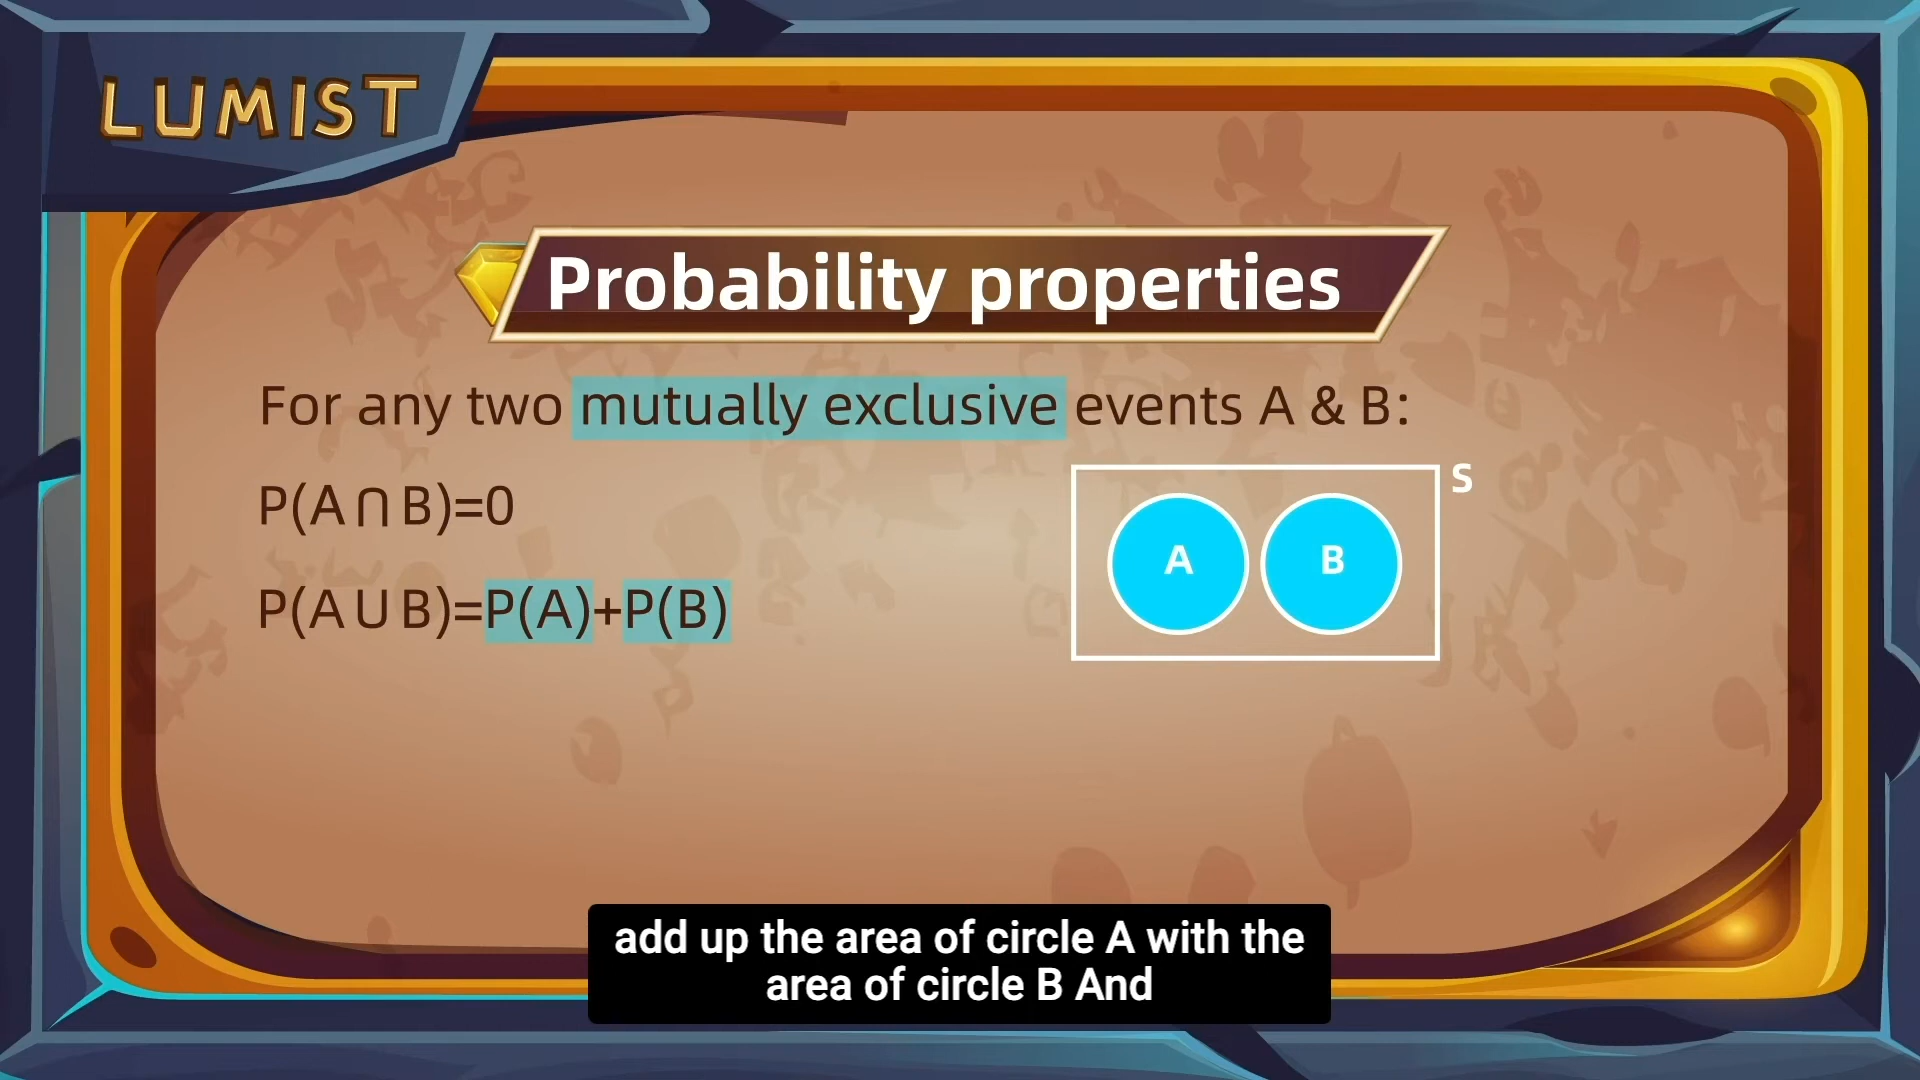 LUMIST
Probability properties
For any two mutually exclusive events A & B:
P(A∩B)=0
P(A∪B)=P(A)+P(B)
S
A B
add up the area of circle A with the
area of circle B And